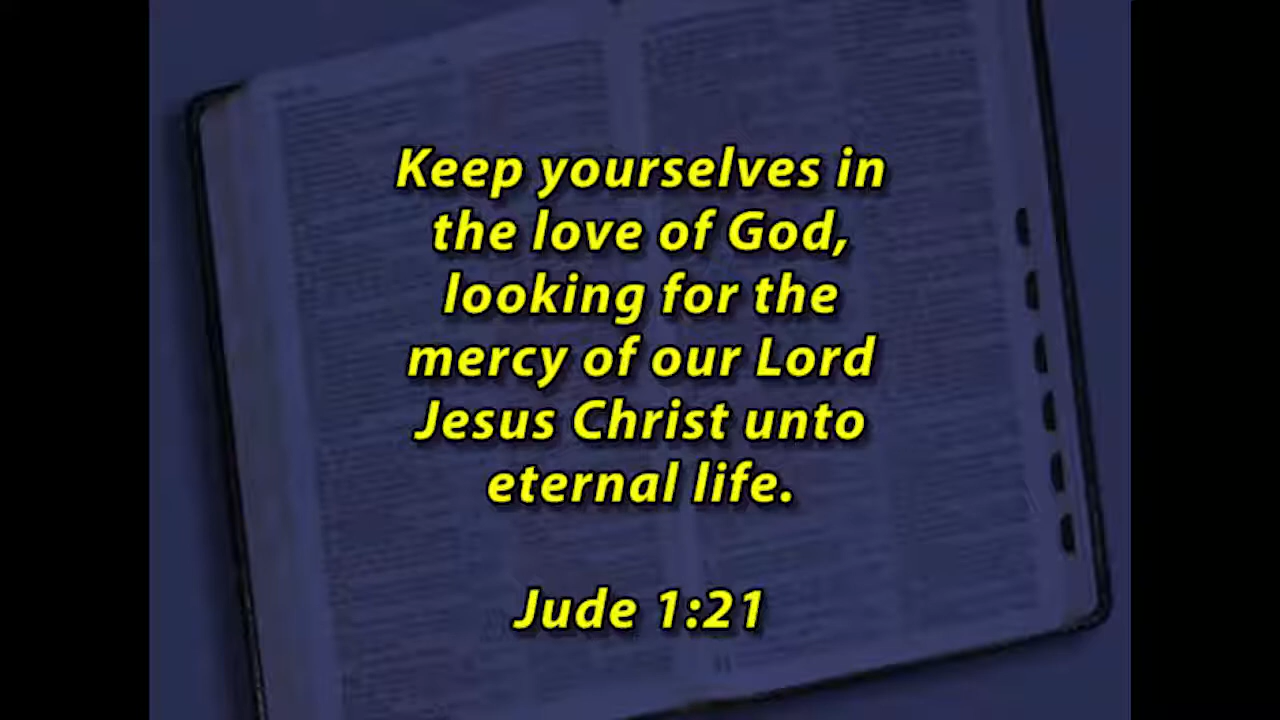 Keep yourselves in
the love of God,
looking for the
mercy of our Lord
Jesus Christ unto
eternal life.
Jude 1:21